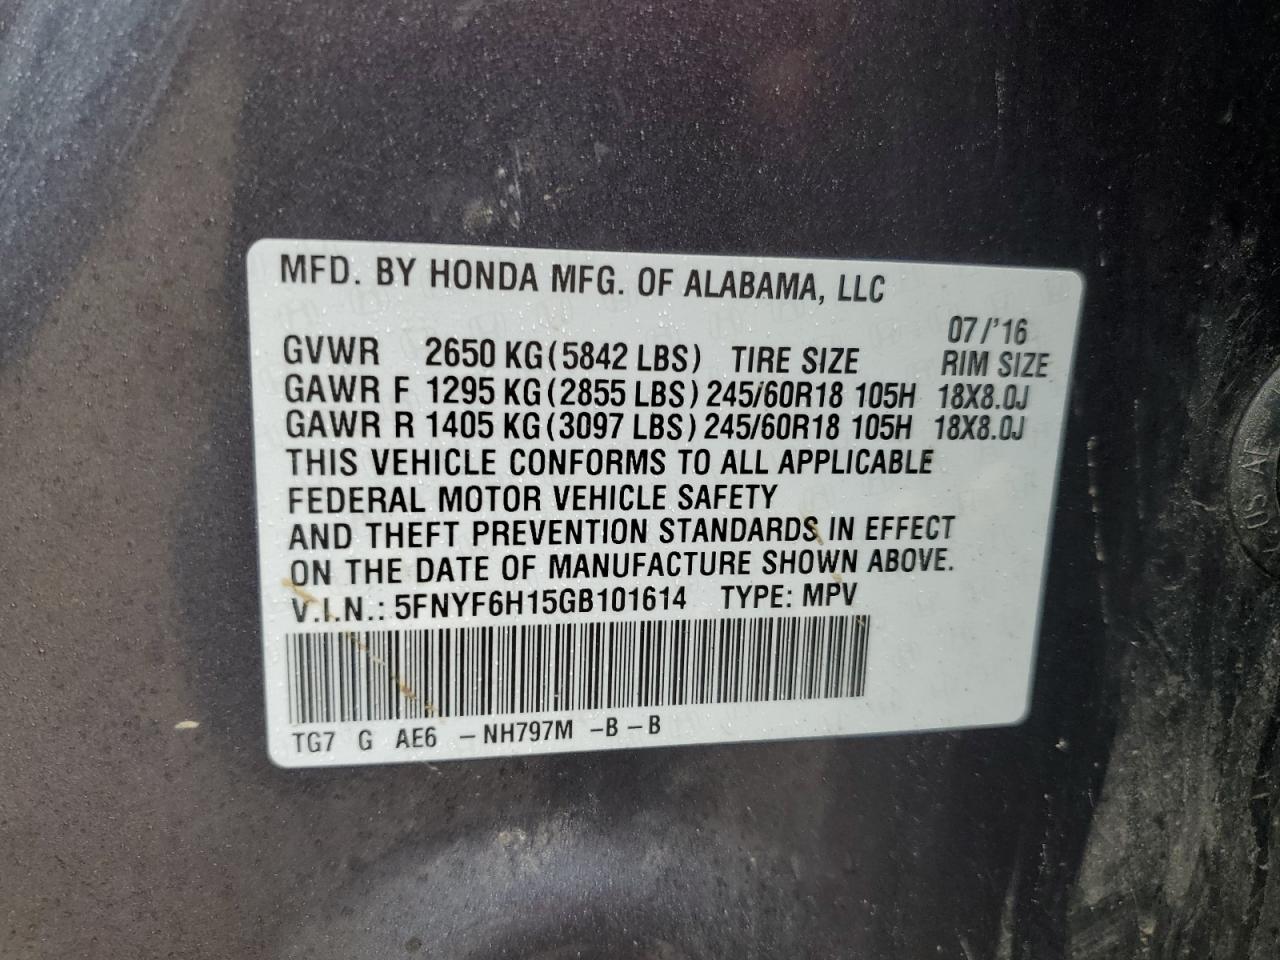 MFD. BY HONDA MFG. OF ALABAMA, LLC
07/'16
GVWR 2650 KG (5842 LBS) TIRE SIZE RIM SIZE
GAWR F 1295 KG (2855 LBS) 245/60R18 105H 18X8.0J
GAWR R 1405 KG (3097 LBS) 245/60R18 105H 18X8.0J
THIS VEHICLE CONFORMS TO ALL APPLICABLE
FEDERAL MOTOR VEHICLE SAFETY
AND THEFT PREVENTION STANDARDS IN EFFECT
ON THE DATE OF MANUFACTURE SHOWN ABOVE.
V.I.N.: 5FNYF6H15GB101614 TYPE: MPV
TG7 G AE6 – NH797M – B – B